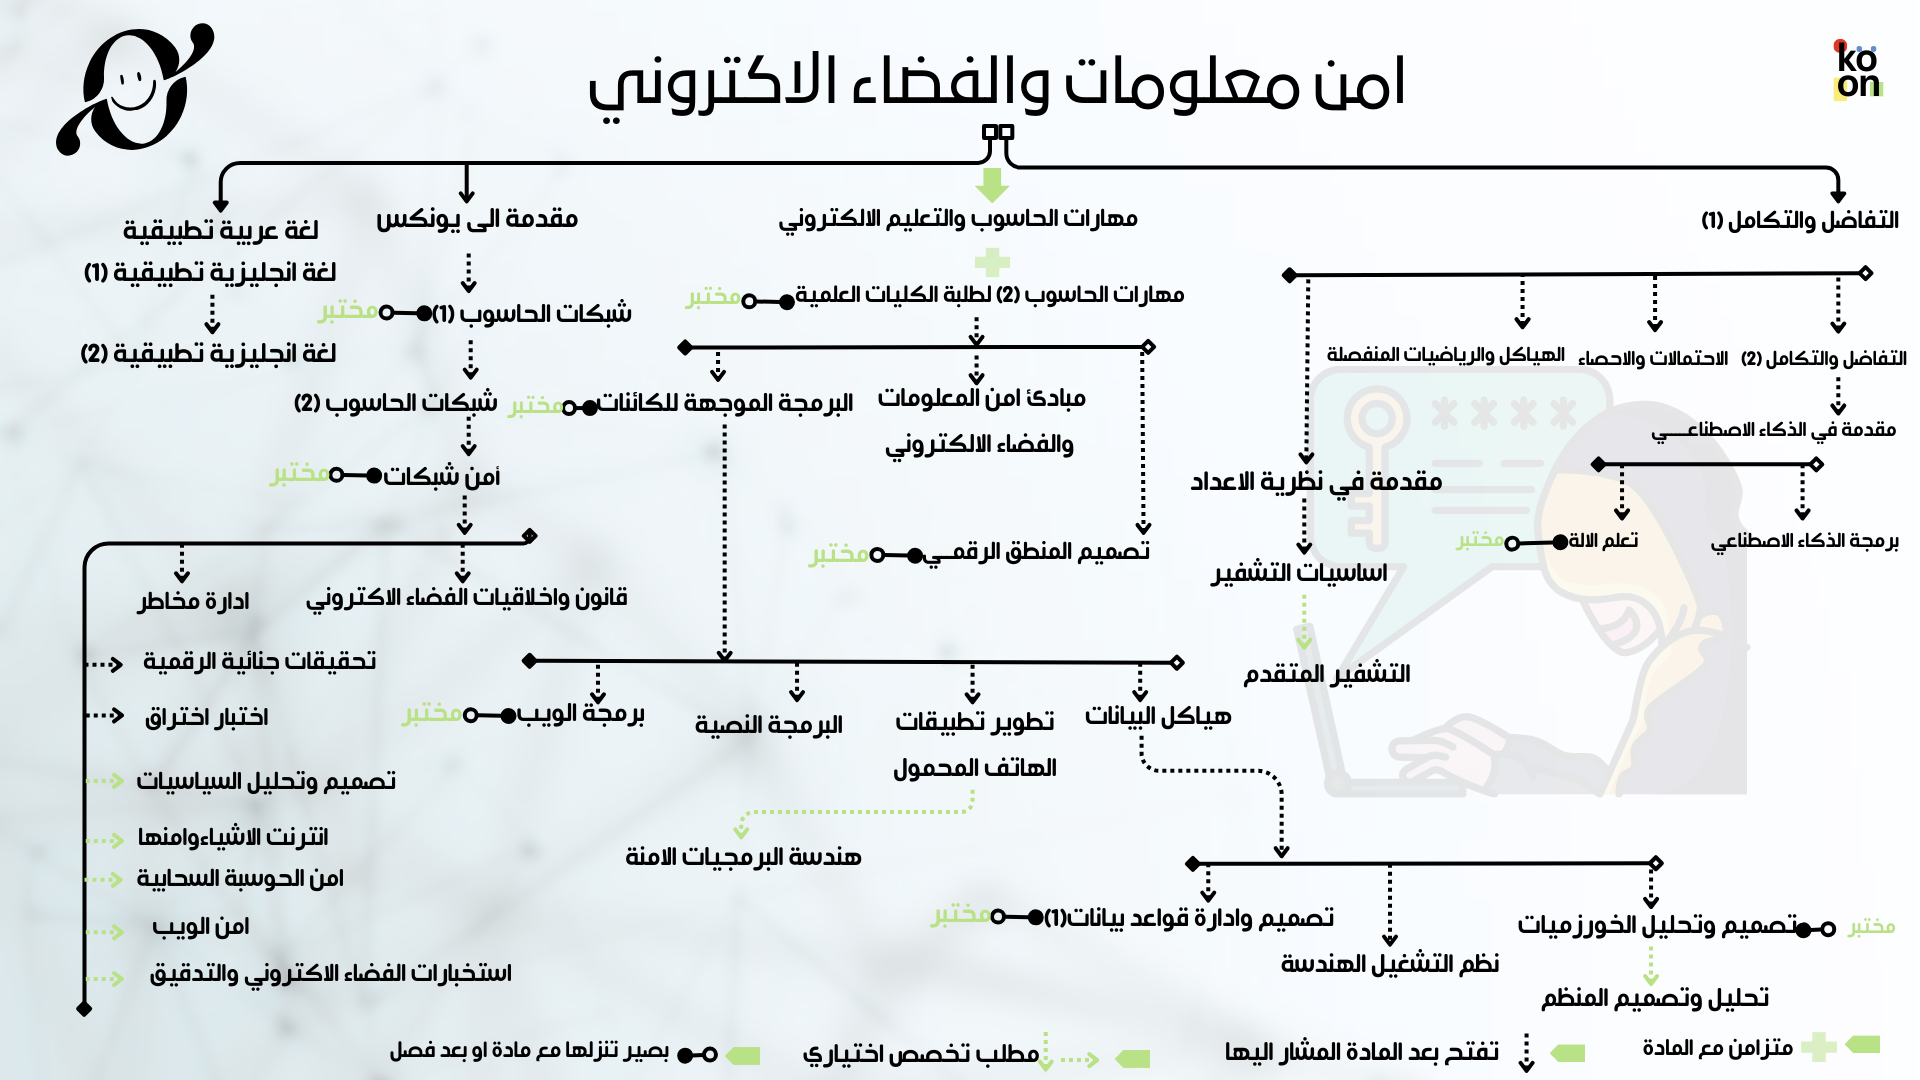 امن معلومات والفضاء الاكتروني
ko
on
التفاضل والتكامل (1)
مهارات الحاسوب والتعليم الالكتروني
مقدمة الى يونكس
لغة عربية تطبيقية
لغة انجليزية تطبيقية (1)
مهارات الحاسوب (2) لطلبة الكليات العلمية
مختبر
شبكات الحاسوب (1)
مختبر
لغة انجليزية تطبيقية (2)
التفاضل والتكامل (2)
الاحتمالات والاحصاء
الهياكل والرياضيات المنفصلة
مبادئ امن المعلومات
والفضاء الالكتروني
البرمجة الموجهة للكائنات
مختبر
شبكات الحاسوب (2)
مقدمة في الذكاء الاصطناعي
أمن شبكات
مختبر
مقدمة في نظرية الاعداد
برمجة الذكاء الاصطناعي
تعلم الالة
مختبر
تصميم المنطق الرقمي
مختبر
اساسيات التشفير
قانون واخلاقيات الفضاء الاكتروني
ادارة مخاطر
التشفير المتقدم
تحقيقات جنائية الرقمية
اختبار اختراق
هياكل البيانات
تطوير تطبيقات
الهاتف المحمول
البرمجة النصية
برمجة الويب
مختبر
تصميم وتحليل السياسيات
انترنت الاشياءوامنها
هندسة البرمجيات الامنة
امن الحوسبة السحابية
امن الويب
استخبارات الفضاء الاكتروني والتدقيق
مختبر
تصميم وتحليل الخورزميات
تصميم وادارة قواعد بيانات(1)
مختبر
نظم التشغيل الهندسة
تحليل وتصميم المنظم
متزامن مع المادة
تفتح بعد المادة المشار اليها
مطلب تخصص اختياري
بصير تنزلها مع مادة او بعد فصل